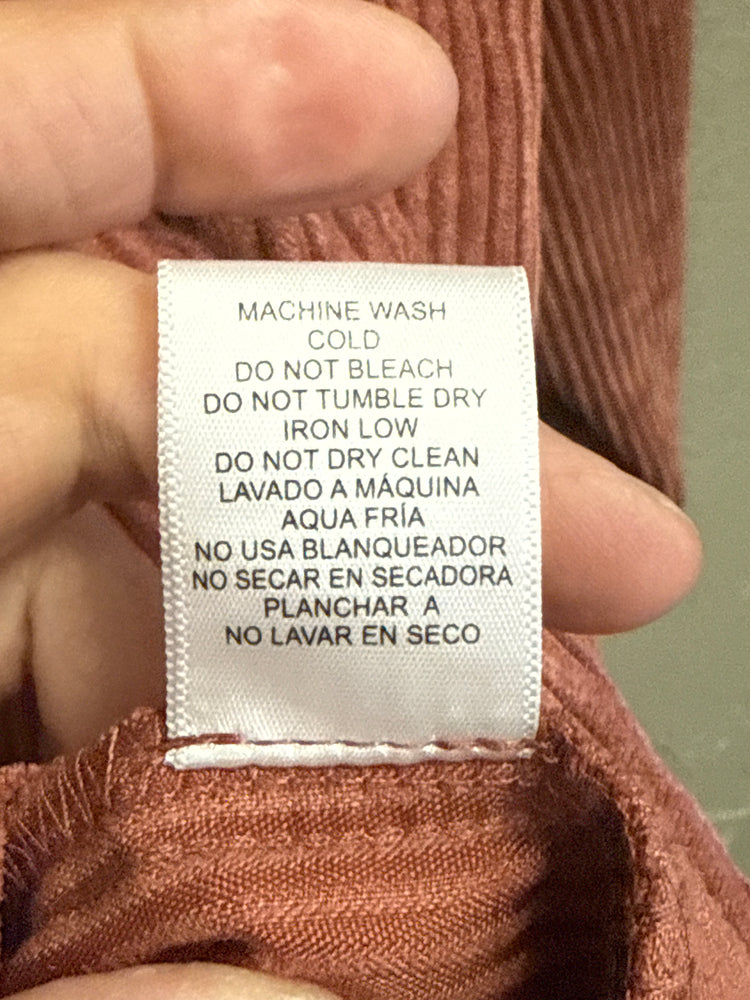 MACHINE WASH
COLD
DO NOT BLEACH
DO NOT TUMBLE DRY
IRON LOW
DO NOT DRY CLEAN
LAVADO A MÁQUINA
AQUA FRÍA
NO USA BLANQUEADOR
NO SECAR EN SECADORA
PLANCHAR A
NO LAVAR EN SECO